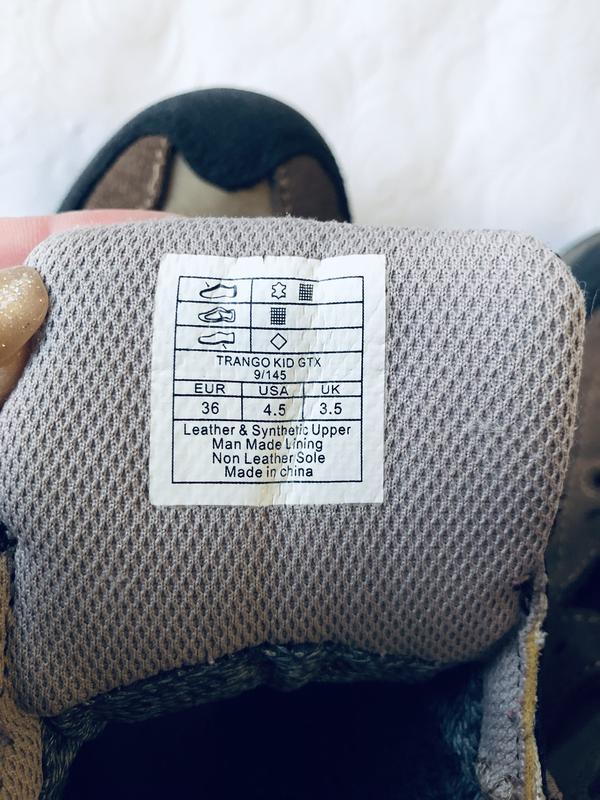 TRANGO KID GTX
9/145
EUR USA UK
36 4.5 3.5
Leather & Synthetic Upper
Man Made Lining
Non Leather Sole
Made in china